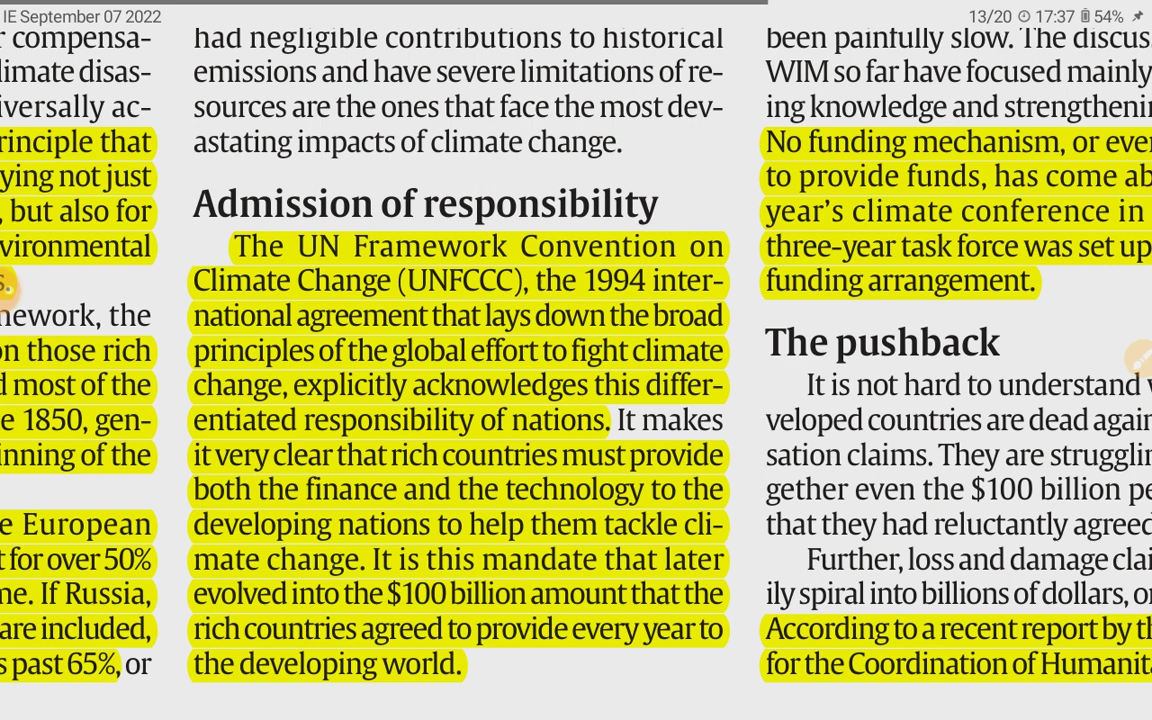 IE September 07 2022
13/20 17:37 54%
r compensa-
limate disas-
iversally ac-
rinciple that
ying not just
, but also for
vironmental
s.
nework, the
on those rich
d most of the
e 1850, gen-
inning of the
e European
t for over 50%
me. If Russia,
are included,
s past 65%, or
had negligible contributions to historical
emissions and have severe limitations of re-
sources are the ones that face the most dev-
astating impacts of climate change.
Admission of responsibility
The UN Framework Convention on
Climate Change (UNFCCC), the 1994 inter-
national agreement that lays down the broad
principles of the global effort to fight climate
change, explicitly acknowledges this differ-
entiated responsibility of nations. It makes
it very clear that rich countries must provide
both the finance and the technology to the
developing nations to help them tackle cli-
mate change. It is this mandate that later
evolved into the $100 billion amount that the
rich countries agreed to provide every year to
the developing world.
been painfully slow. The discus
WIM so far have focused mainly
ing knowledge and strengtheni
No funding mechanism, or eve
to provide funds, has come ab
year's climate conference in
three-year task force was set up
funding arrangement.
The pushback
It is not hard to understand
veloped countries are dead again
sation claims. They are strugglin
gether even the $100 billion pe
that they had reluctantly agreed
Further, loss and damage clai
ily spiral into billions of dollars, o
According to a recent report by th
for the Coordination of Humanita